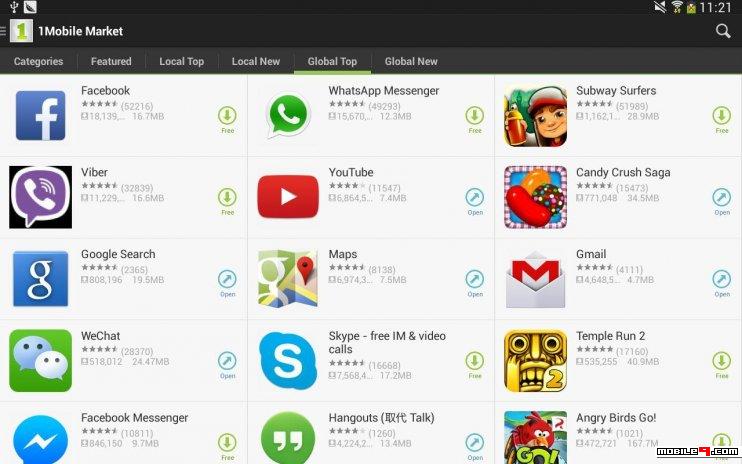 11:21
1 1Mobile Market
Categories Featured Local Top Local New Global Top Global New
Facebook
(52216)
18,139,... 16.7MB
Free
WhatsApp Messenger
(49293)
15,670,... 12.3MB
Free
Subway Surfers
(51989)
1,162,1... 28.9MB
Free
Viber
(32839)
11,229,... 16.6MB
Free
YouTube
(11547)
6,864,5... 7.4MB
Open
Candy Crush Saga
(15473)
771,048 34.5MB
Open
Google Search
(2365)
808,196 19.5MB
Open
Maps
(8138)
6,974,3... 7.5MB
Open
Gmail
(4111)
4,648,5... 4.7MB
Open
WeChat
(28370)
518,012 24.47MB
Open
Skype - free IM & video
calls
(16668)
7,568,4... 17.2MB
Free
Temple Run 2
(17160)
535,225 40.9MB
Free
Facebook Messenger
(10811)
846,150 9.7MB
Free
Hangouts (取代 Talk)
(1260)
4,224,2... 13.4MB
Open
Angry Birds Go!
(1021)
472,721 167.7M
GO!
mobile9.com